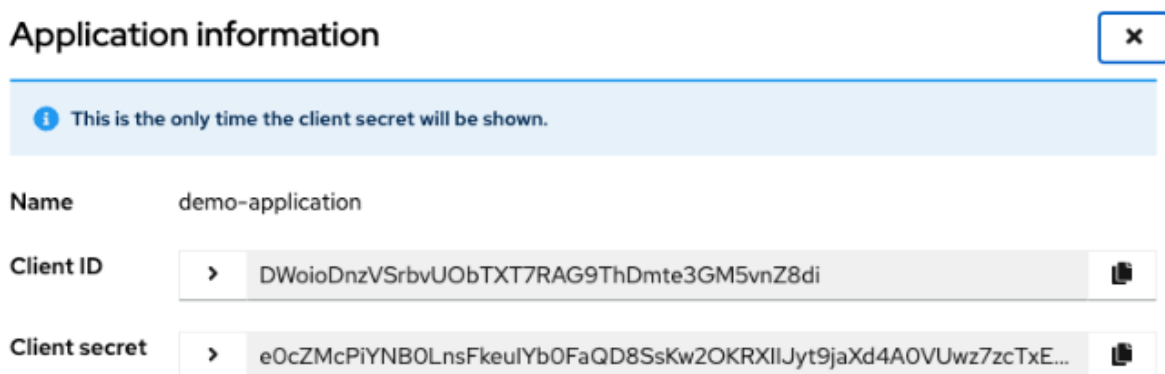 Application information
This is the only time the client secret will be shown.
Name demo-application
Client ID DWoioDnzVSrbvUObTXT7RAG9ThDmte3GM5vnZ8di
Client secret e0cZMcPiYNB0LnsFkeuIYb0FaQD8SsKw2OKRXIIJyt9jaXd4A0VUwz7zcTxE...